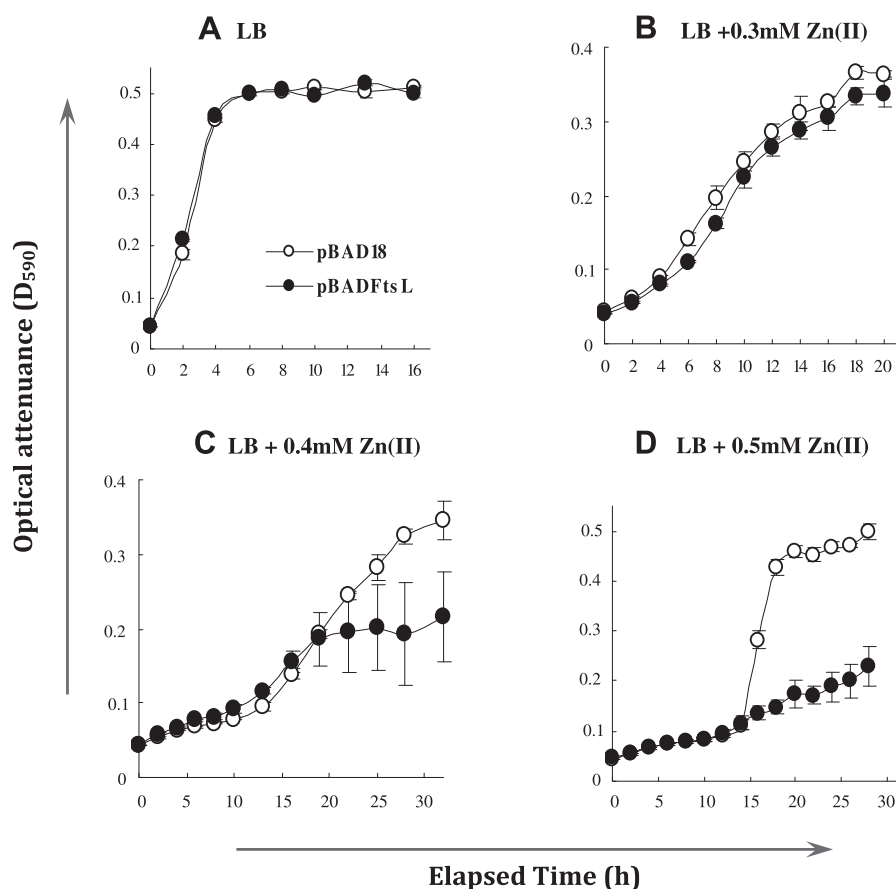 A LB
0.5
0.4
0.3
0.2
0.1
0
0 2 4 6 8 10 12 14 16
pBAD18
pBADFts L
B LB +0.3mM Zn(II)
0.4
0.3
0.2
0.1
0
0 2 4 6 8 10 12 14 16 18 20
Optical attenuance (D590)
C LB + 0.4mM Zn(II)
0.4
0.3
0.2
0.1
0
0 5 10 15 20 25 30
D LB + 0.5mM Zn(II)
0.5
0.4
0.3
0.2
0.1
0
0 5 10 15 20 25 30
Elapsed Time (h)